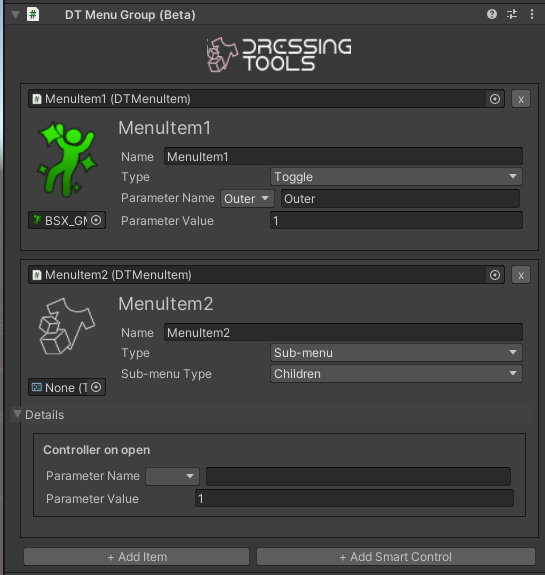 DT Menu Group (Beta)
DRESSING
TOOLS
MenuItem1 (DTMenuItem)
x
MenuItem1
Name MenuItem1
Type Toggle
Parameter Name Outer Outer
BSX_GM
Parameter Value 1
MenuItem2 (DTMenuItem)
x
MenuItem2
Name MenuItem2
Type Sub-menu
Sub-menu Type Children
None (T
Details
Controller on open
Parameter Name
Parameter Value 1
+ Add Item
+ Add Smart Control